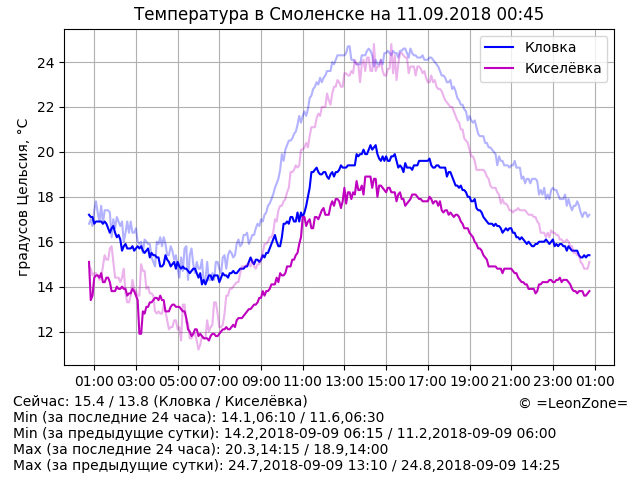 Температура в Смоленске на 11.09.2018 00:45
Кловка
Киселёвка
градусов Цельсия, °C
24
22
20
18
16
14
12
01:00 03:00 05:00 07:00 09:00 11:00 13:00 15:00 17:00 19:00 21:00 23:00 01:00
Сейчас: 15.4 / 13.8 (Кловка / Киселёвка)
© =LeonZone=
Min (за последние 24 часа): 14.1,06:10 / 11.6,06:30
Min (за предыдущие сутки): 14.2,2018-09-09 06:15 / 11.2,2018-09-09 06:00
Max (за последние 24 часа): 20.3,14:15 / 18.9,14:00
Max (за предыдущие сутки): 24.7,2018-09-09 13:10 / 24.8,2018-09-09 14:25